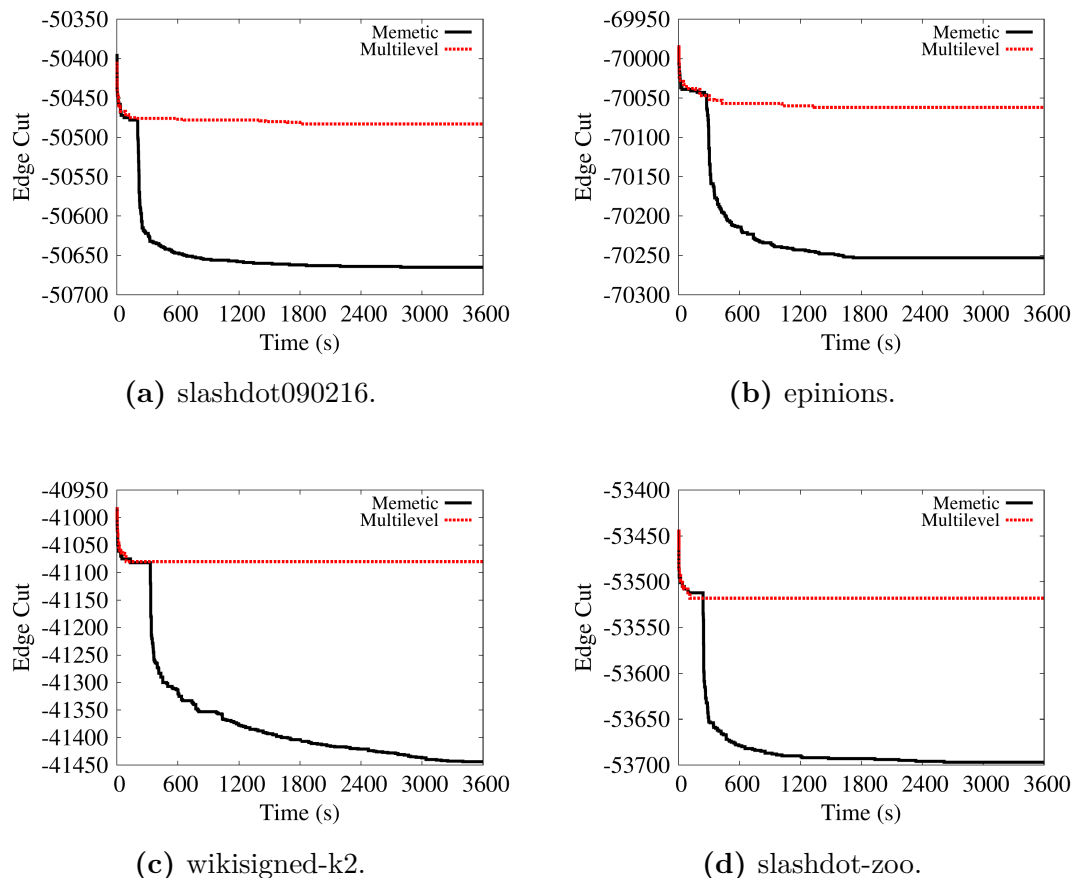 -50350
-50400
-50450
-50500
-50550
-50600
-50650
-50700
Edge Cut
Memetic
Multilevel
0 600 1200 1800 2400 3000 3600
Time (s)
(a) slashdot090216.
-69950
-70000
-70050
-70100
-70150
-70200
-70250
-70300
Edge Cut
Memetic
Multilevel
0 600 1200 1800 2400 3000 3600
Time (s)
(b) epinions.
-40950
-41000
-41050
-41100
-41150
-41200
-41250
-41300
-41350
-41400
-41450
Edge Cut
Memetic
Multilevel
0 600 1200 1800 2400 3000 3600
Time (s)
(c) wikisigned-k2.
-53400
-53450
-53500
-53550
-53600
-53650
-53700
Edge Cut
Memetic
Multilevel
0 600 1200 1800 2400 3000 3600
Time (s)
(d) slashdot-zoo.